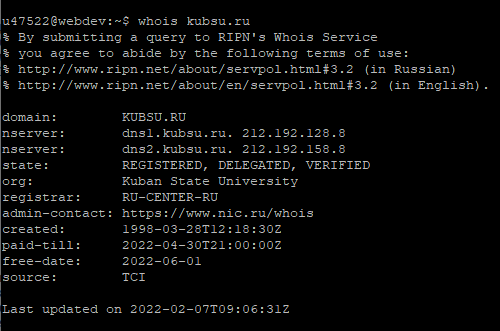 u47522@webdev:~$ whois kubsu.ru
% By submitting a query to RIPN's Whois Service
% you agree to abide by the following terms of use:
% http://www.ripn.net/about/servpol.html#3.2 (in Russian)
% http://www.ripn.net/about/en/servpol.html#3.2 (in English).
domain: KUBSU.RU
nserver: dns1.kubsu.ru. 212.192.128.8
nserver: dns2.kubsu.ru. 212.192.158.8
state: REGISTERED, DELEGATED, VERIFIED
org: Kuban State University
registrar: RU-CENTER-RU
admin-contact: https://www.nic.ru/whois
created: 1998-03-28T12:18:30Z
paid-till: 2022-04-30T21:00:00Z
free-date: 2022-06-01
source: TCI
Last updated on 2022-02-07T09:06:31Z